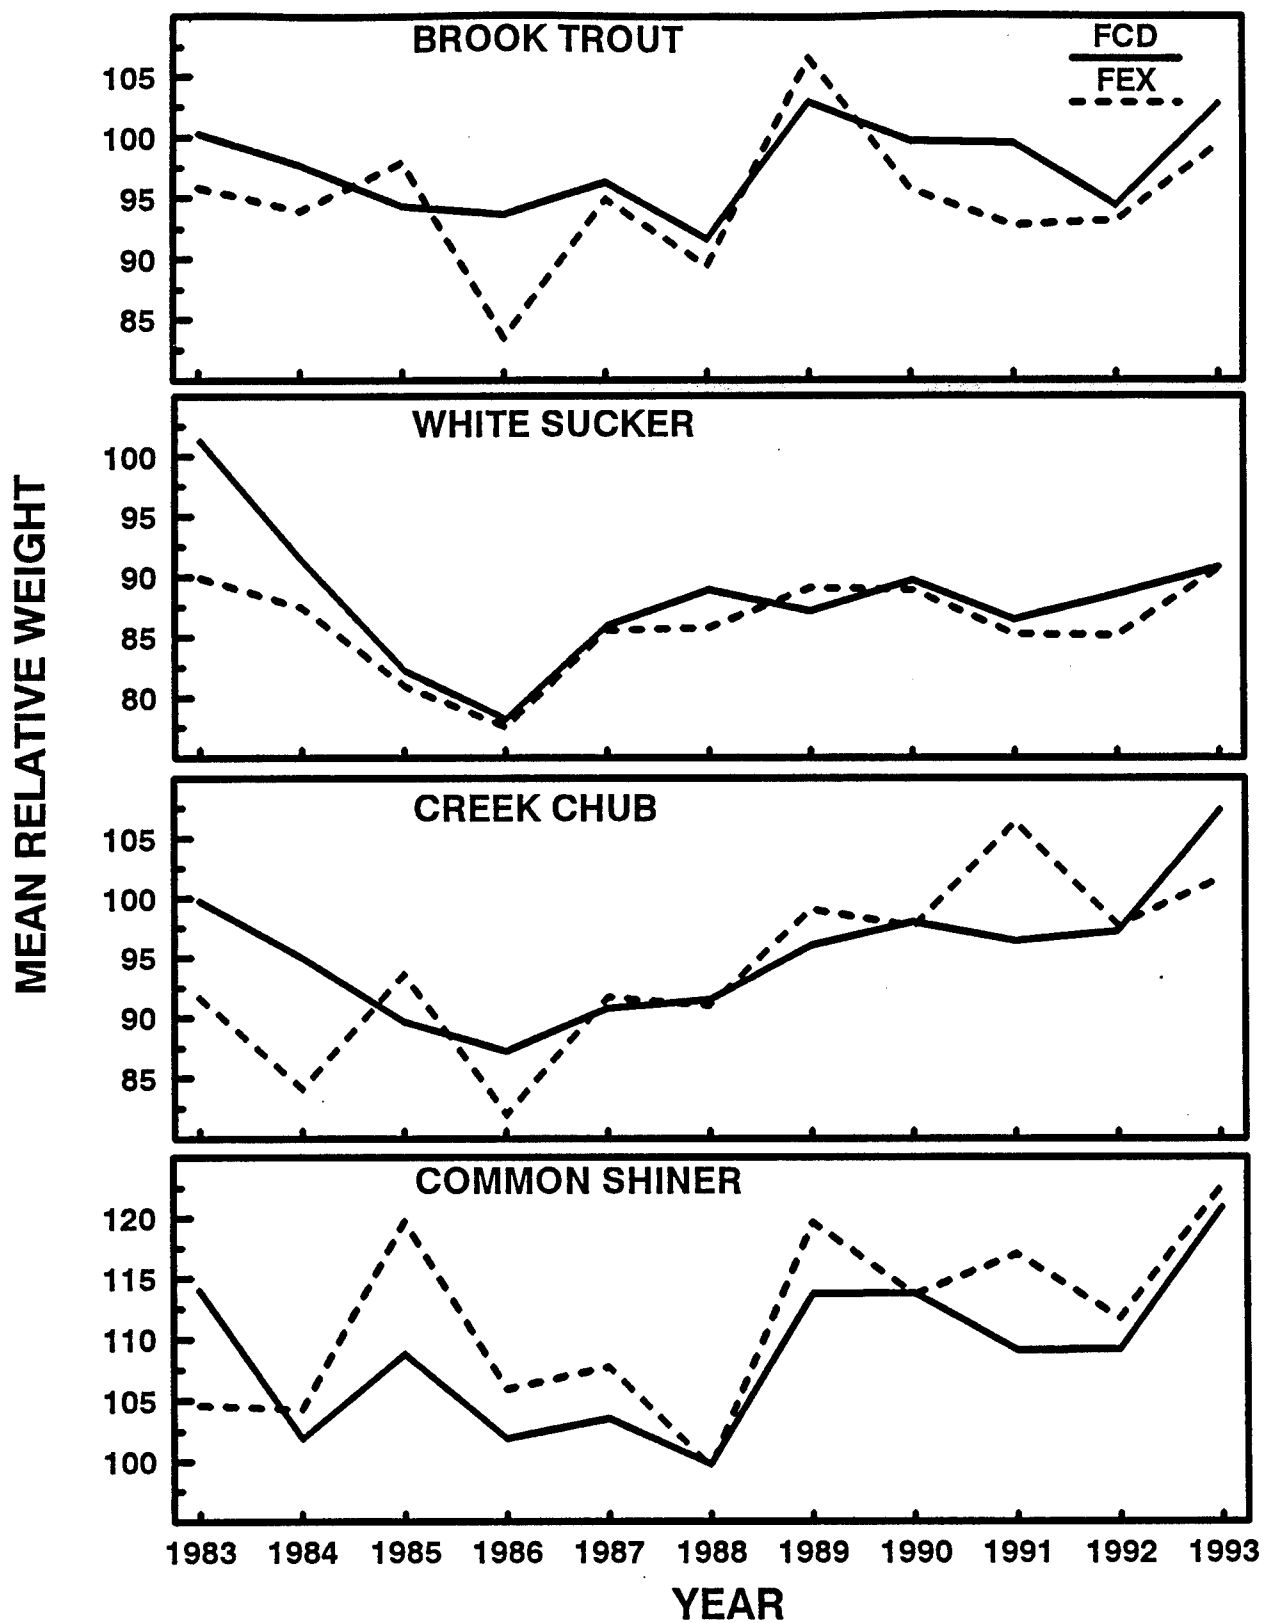 BROOK TROUT
FCD
FEX
105
100
95
90
85
WHITE SUCKER
100
95
90
85
80
MEAN RELATIVE WEIGHT
CREEK CHUB
105
100
95
90
85
COMMON SHINER
120
115
110
105
100
1983 1984 1985 1986 1987 1988 1989 1990 1991 1992 1993
YEAR